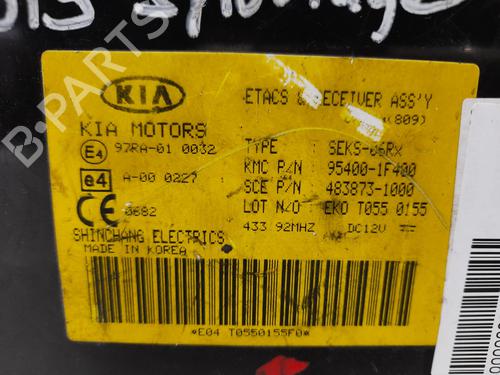 KIA
KIA MOTORS
E4 97RA-01 0032
e4 A-00 0227
CE 0682
SHINCHANG ELECTRICS
MADE IN KOREA
ETACS & RECEIVER ASS'Y
(809)
TYPE : SEKS-06RX
KMC P/N : 95400-1F400
SCE P/N : 483873-1000
LOT N/O : EKO T055 0155
433 92MHZ DC12V
*E04 T0550155F0*